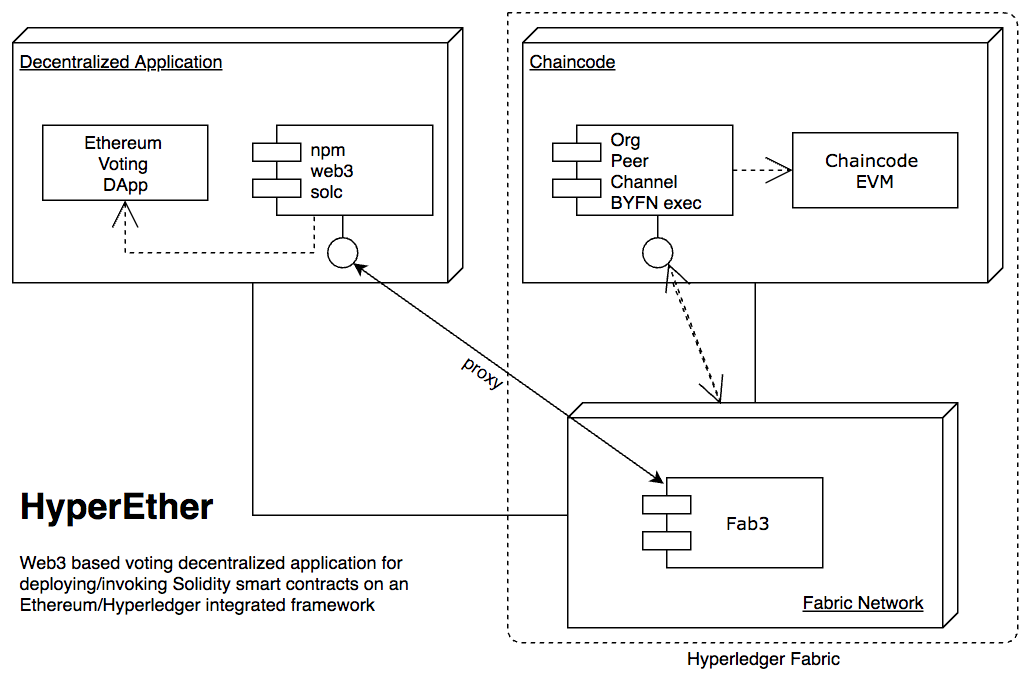 Decentralized Application
Ethereum
Voting
DApp
npm
web3
solc
Chaincode
Org
Peer
Channel
BYFN exec
Chaincode
EVM
proxy
Fab3
Fabric Network
Hyperledger Fabric
HyperEther
Web3 based voting decentralized application for
deploying/invoking Solidity smart contracts on an
Ethereum/Hyperledger integrated framework